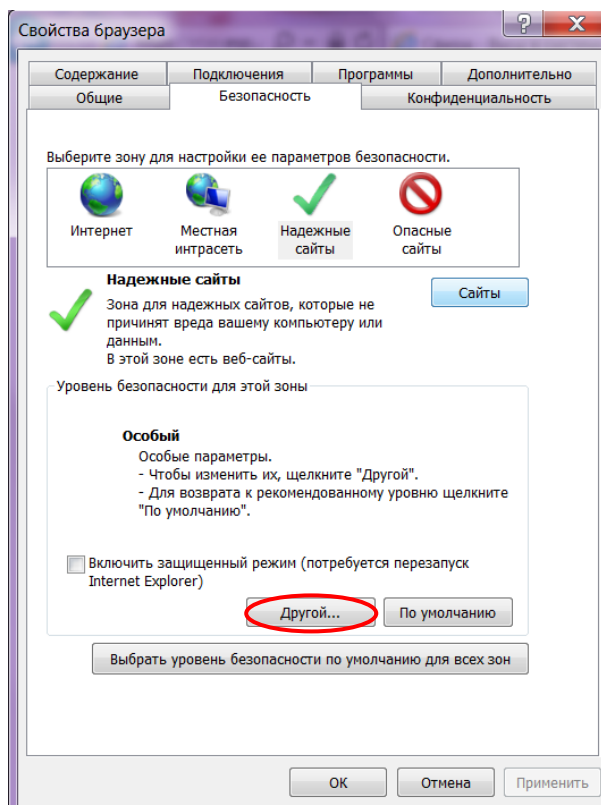 Свойства браузера
Содержание Подключения Программы Дополнительно
Общие Безопасность Конфиденциальность
Выберите зону для настройки ее параметров безопасности.
Интернет Местная интрасеть Надежные сайты Опасные сайты
Надежные сайты
Сайты
Зона для надежных сайтов, которые не
причинят вреда вашему компьютеру или
данным.
В этой зоне есть веб-сайты.
Уровень безопасности для этой зоны
Особый
Особые параметры.
- Чтобы изменить их, щелкните "Другой".
- Для возврата к рекомендованному уровню щелкните
"По умолчанию".
Включить защищенный режим (потребуется перезапуск
Internet Explorer)
Другой... По умолчанию
Выбрать уровень безопасности по умолчанию для всех зон
ОК Отмена Применить